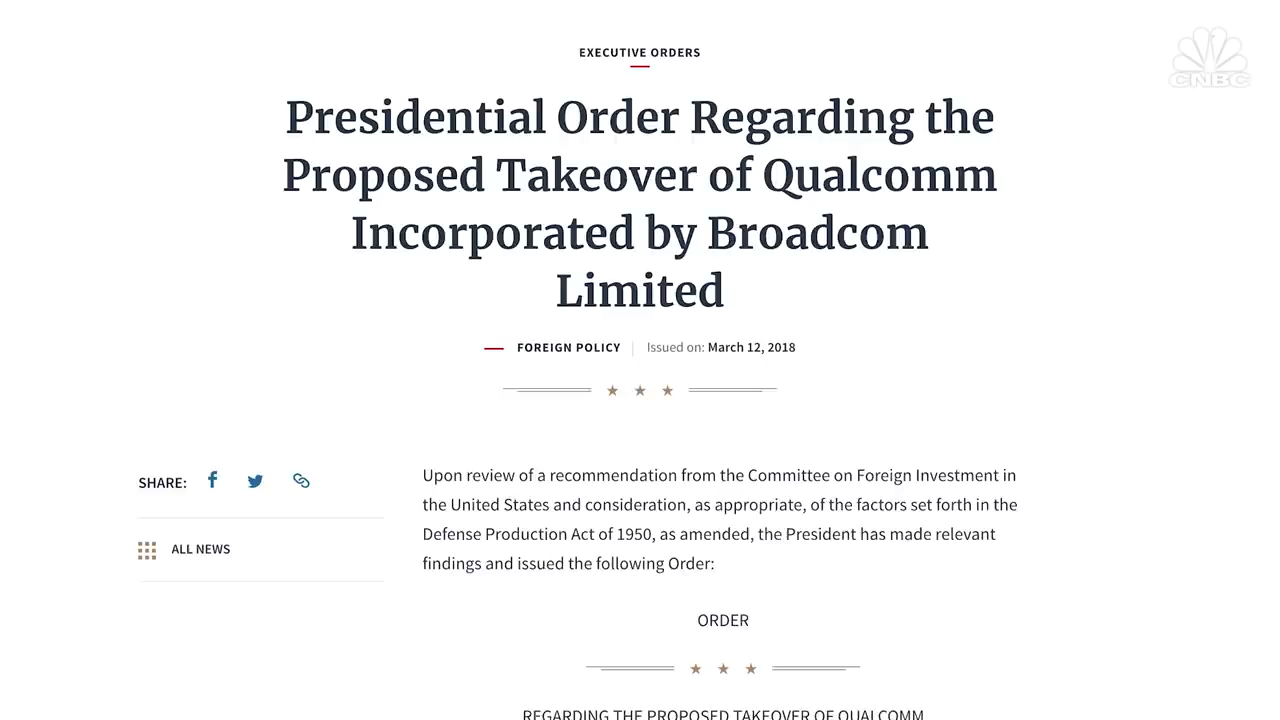 CNBC
EXECUTIVE ORDERS
Presidential Order Regarding the
Proposed Takeover of Qualcomm
Incorporated by Broadcom
Limited
FOREIGN POLICY Issued on: March 12, 2018
SHARE:
ALL NEWS
Upon review of a recommendation from the Committee on Foreign Investment in
the United States and consideration, as appropriate, of the factors set forth in the
Defense Production Act of 1950, as amended, the President has made relevant
findings and issued the following Order:
ORDER
REGARDING THE PROPOSED TAKEOVER OF QUALCOMM